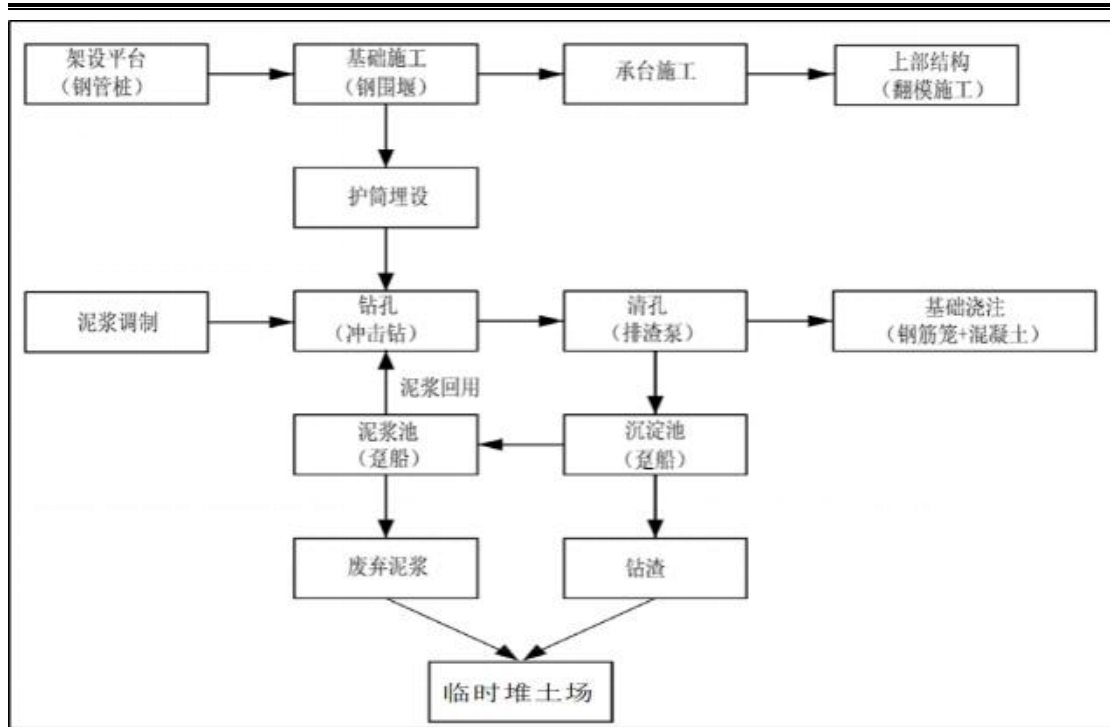 架设平台
（钢管桩）
基础施工
（钢围堰）
承台施工
上部结构
（翻模施工）
护筒埋设
泥浆调制
钻孔
（冲击钻）
清孔
（排渣泵）
基础浇注
（钢筋笼+混凝土）
泥浆回用
泥浆池
（趸船）
沉淀池
（趸船）
废弃泥浆
钻渣
临时堆土场